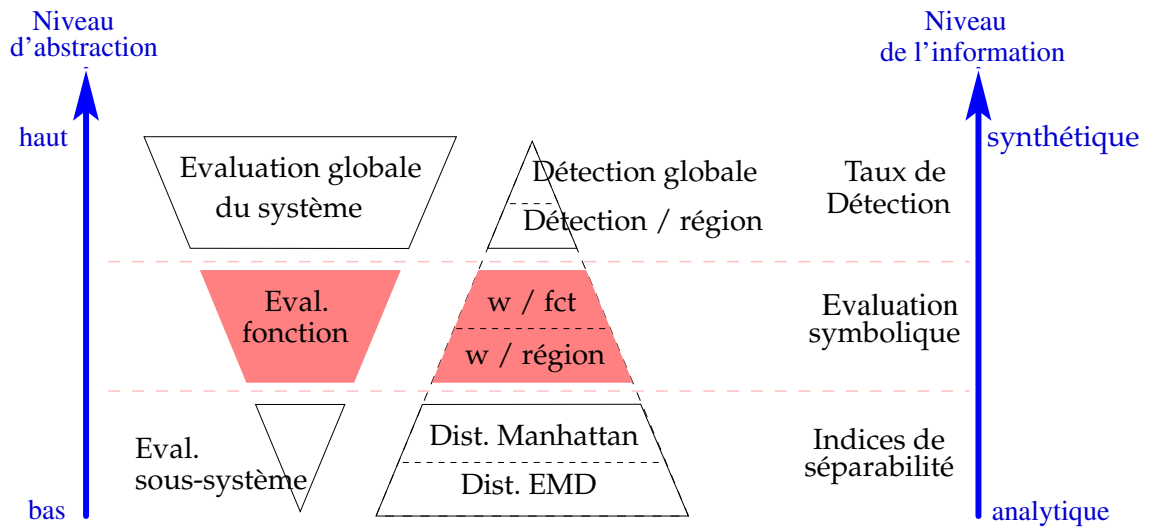 Niveau
d'abstraction
Niveau
de l'information
haut
synthétique
Evaluation globale
du système
Détection globale
Détection / région
Taux de
Détection
Eval.
fonction
w / fct
w / région
Evaluation
symbolique
Eval.
sous-système
Dist. Manhattan
Dist. EMD
Indices de
séparabilité
bas
analytique